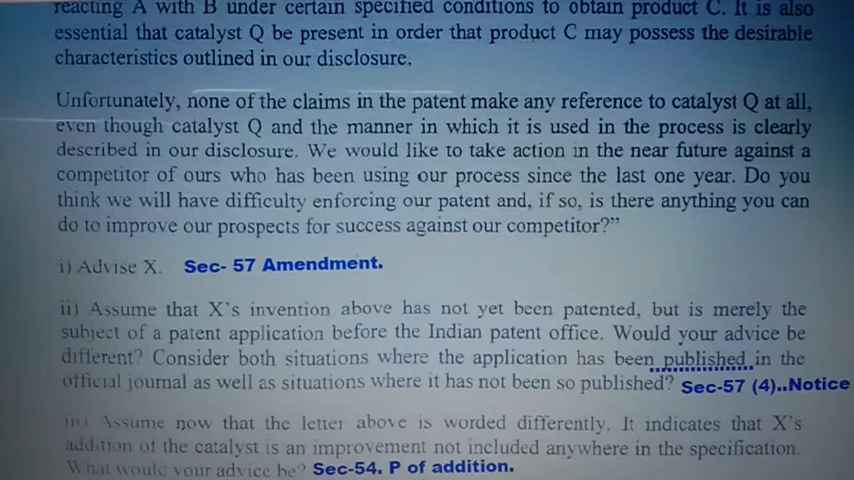 reacting A with B under certain specified conditions to obtain product C. It is also
essential that catalyst Q be present in order that product C may possess the desirable
characteristics outlined in our disclosure.
Unfortunately, none of the claims in the patent make any reference to catalyst Q at all,
even though catalyst Q and the manner in which it is used in the process is clearly
described in our disclosure. We would like to take action in the near future against a
competitor of ours who has been using our process since the last one year. Do you
think we will have difficulty enforcing our patent and, if so, is there anything you can
do to improve our prospects for success against our competitor?”
i) Advise X. Sec- 57 Amendment.
ii) Assume that X’s invention above has not yet been patented, but is merely the
subject of a patent application before the Indian patent office. Would your advice be
different? Consider both situations where the application has been published in the
official journal as well as situations where it has not been so published? Sec-57 (4)..Notice
iii) Assume now that the letter above is worded differently. It indicates that X’s
addition of the catalyst is an improvement not included anywhere in the specification.
What would your advice be? Sec-54. P of addition.